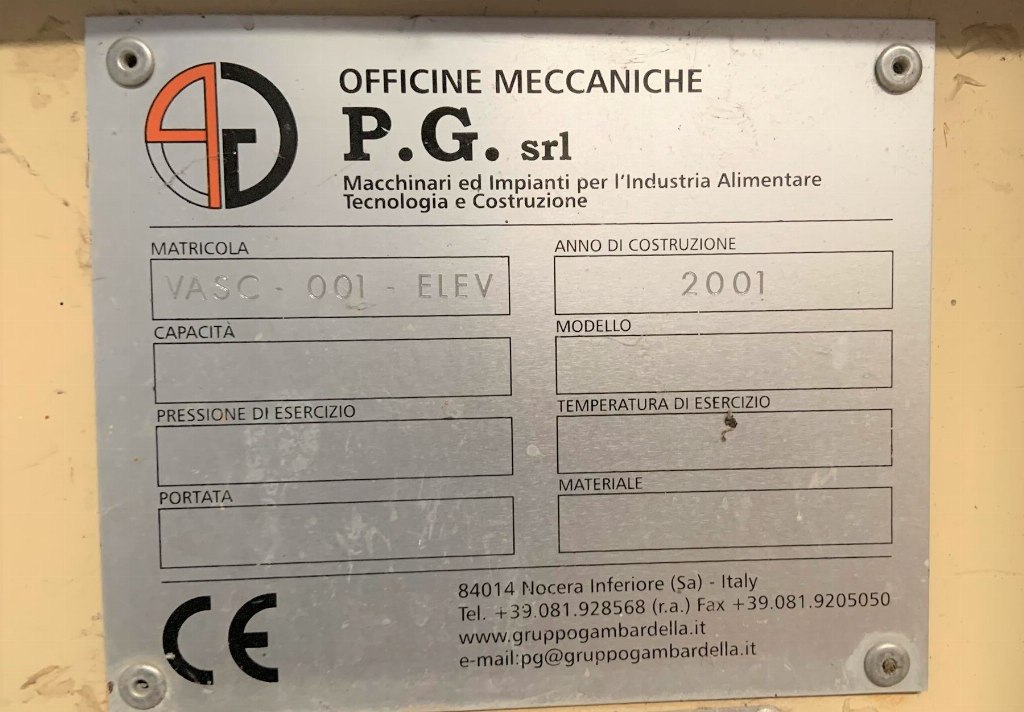 OFFICINE MECCANICHE
P.G. srl
Macchinari ed Impianti per l'Industria Alimentare
Tecnologia e Costruzione
MATRICOLA
VASC - 001 - ELEV
ANNO DI COSTRUZIONE
2001
CAPACITÀ
MODELLO
PRESSIONE DI ESERCIZIO
TEMPERATURA DI ESERCIZIO
PORTATA
MATERIALE
CE
84014 Nocera Inferiore (Sa) - Italy
Tel. +39.081.928568 (r.a.) Fax +39.081.9205050
www.gruppogambardella.it
e-mail:pg@gruppogambardella.it